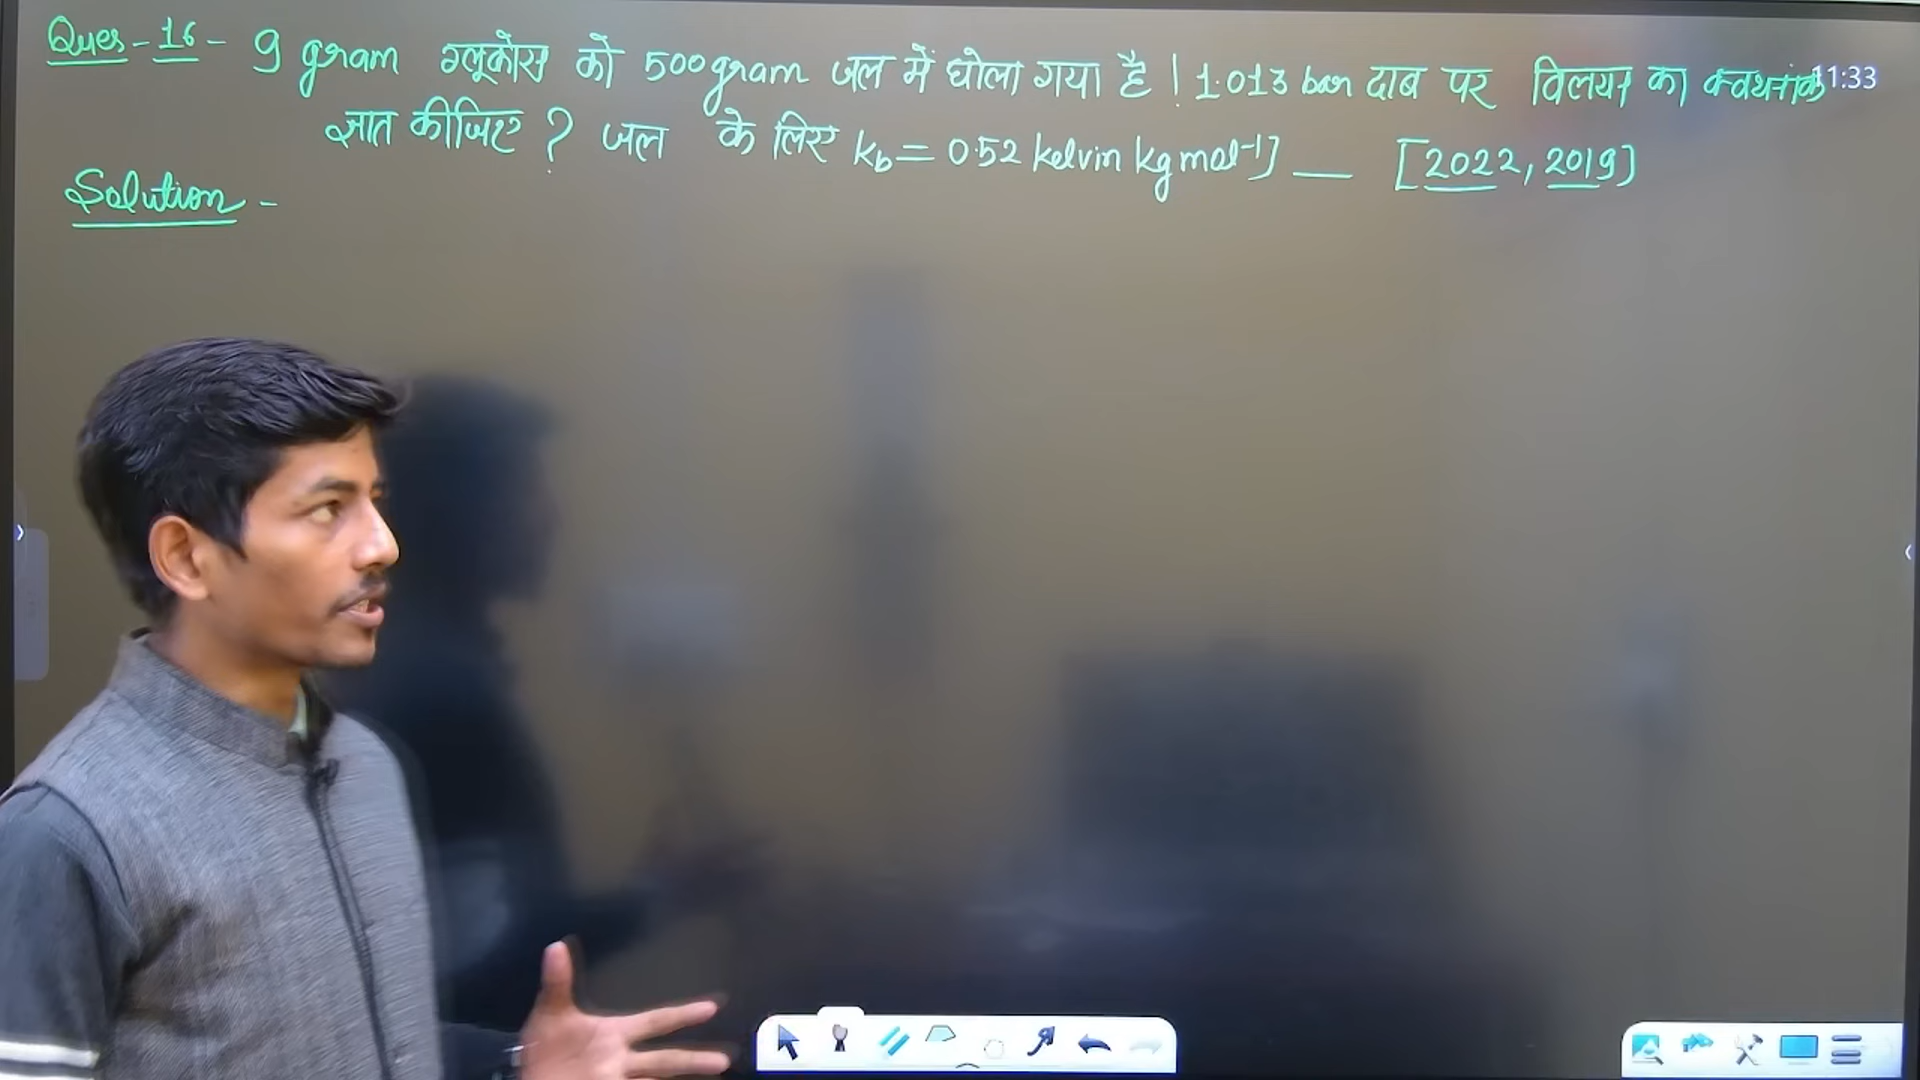 Ques - 16 - 9 gram ग्लूकोस को 500 gram जल में घोला गया है ! 1.013 bar दाब पर विलयन का क्वथनांक
11:33
ज्ञात कीजिए ? जल के लिए Kb = 0.52 kelvin kg mol⁻¹] — [2022, 2019]
Solution -